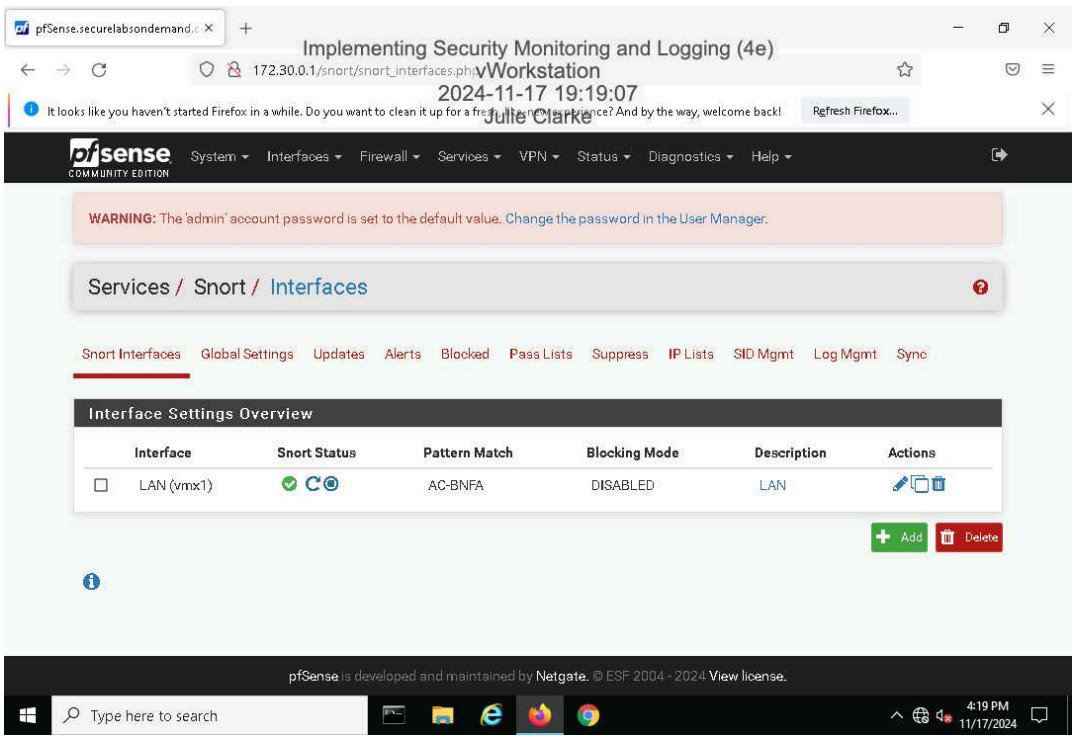 pfSense.securelabsondemand.c
Implementing Security Monitoring and Logging (4e)
172.30.0.1/snort/snort_interfaces.php
vWorkstation
2024-11-17 19:19:07
It looks like you haven't started Firefox in a while. Do you want to clean it up for a fresh, like-new experience? And by the way, welcome back! Refresh Firefox...
Julie Clarke
pfsense System Interfaces Firewall Services VPN Status Diagnostics Help
COMMUNITY EDITION
WARNING: The 'admin' account password is set to the default value. Change the password in the User Manager.
Services / Snort / Interfaces
Snort Interfaces Global Settings Updates Alerts Blocked Pass Lists Suppress IP Lists SID Mgmt Log Mgmt Sync
Interface Settings Overview
Interface Snort Status Pattern Match Blocking Mode Description Actions
LAN (vmx1) AC-BNFA DISABLED LAN
Add Delete
pfSense is developed and maintained by Netgate. © ESF 2004 - 2024 View license.
Type here to search
4:19 PM
11/17/2024